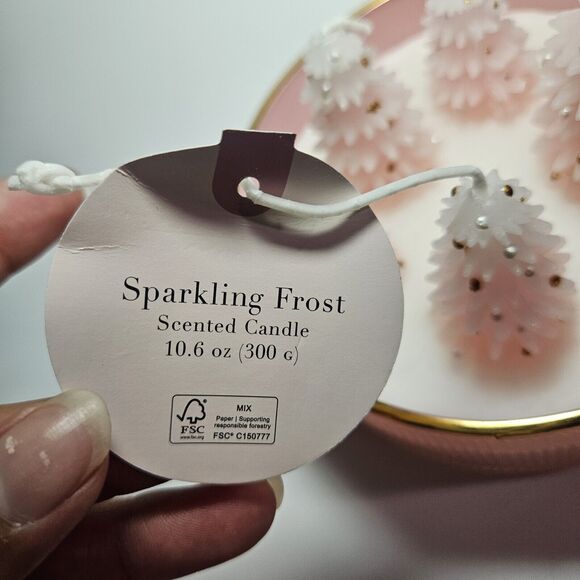 Sparkling Frost
Scented Candle
10.6 oz (300 G)
FSC
www.fsc.org
MIX
Paper | Supporting
responsible forestry
FSC® C150777